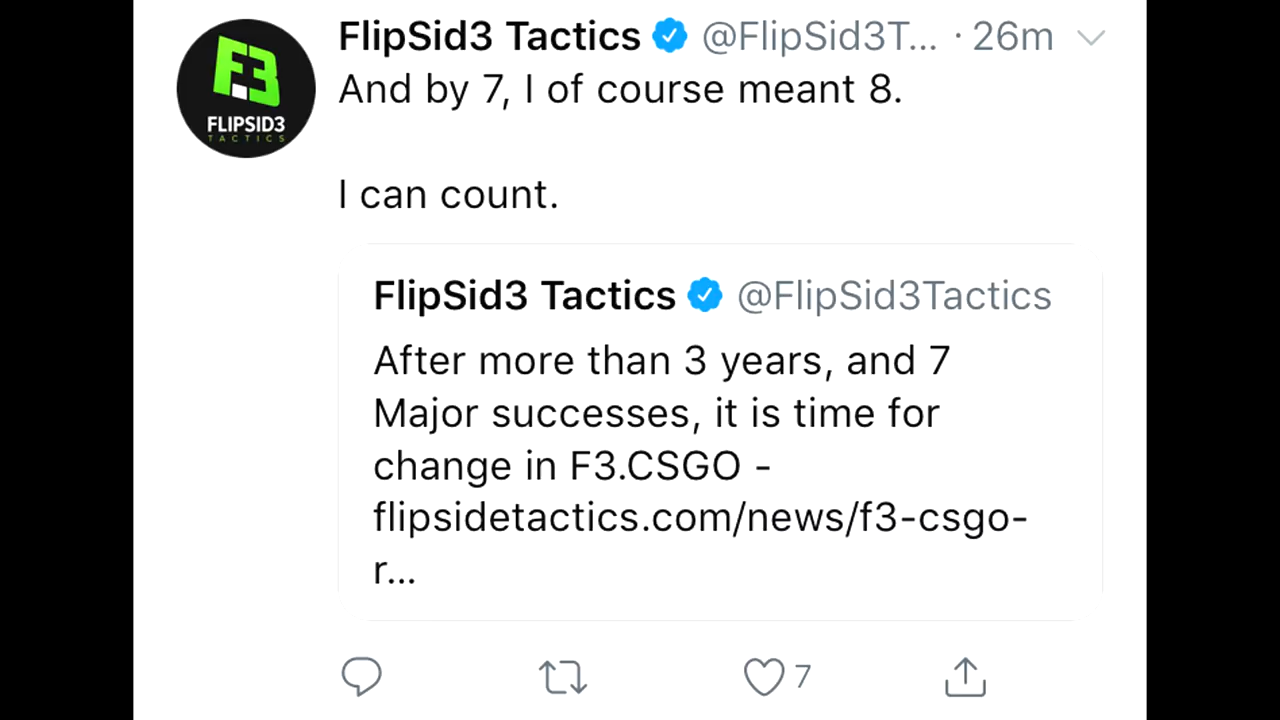 FlipSid3 Tactics @FlipSid3T... · 26m
And by 7, I of course meant 8.
I can count.
F3
FLIPSID3
TACTICS
FlipSid3 Tactics @FlipSid3Tactics
After more than 3 years, and 7
Major successes, it is time for
change in F3.CSGO -
flipsidetactics.com/news/f3-csgo-
r...
7